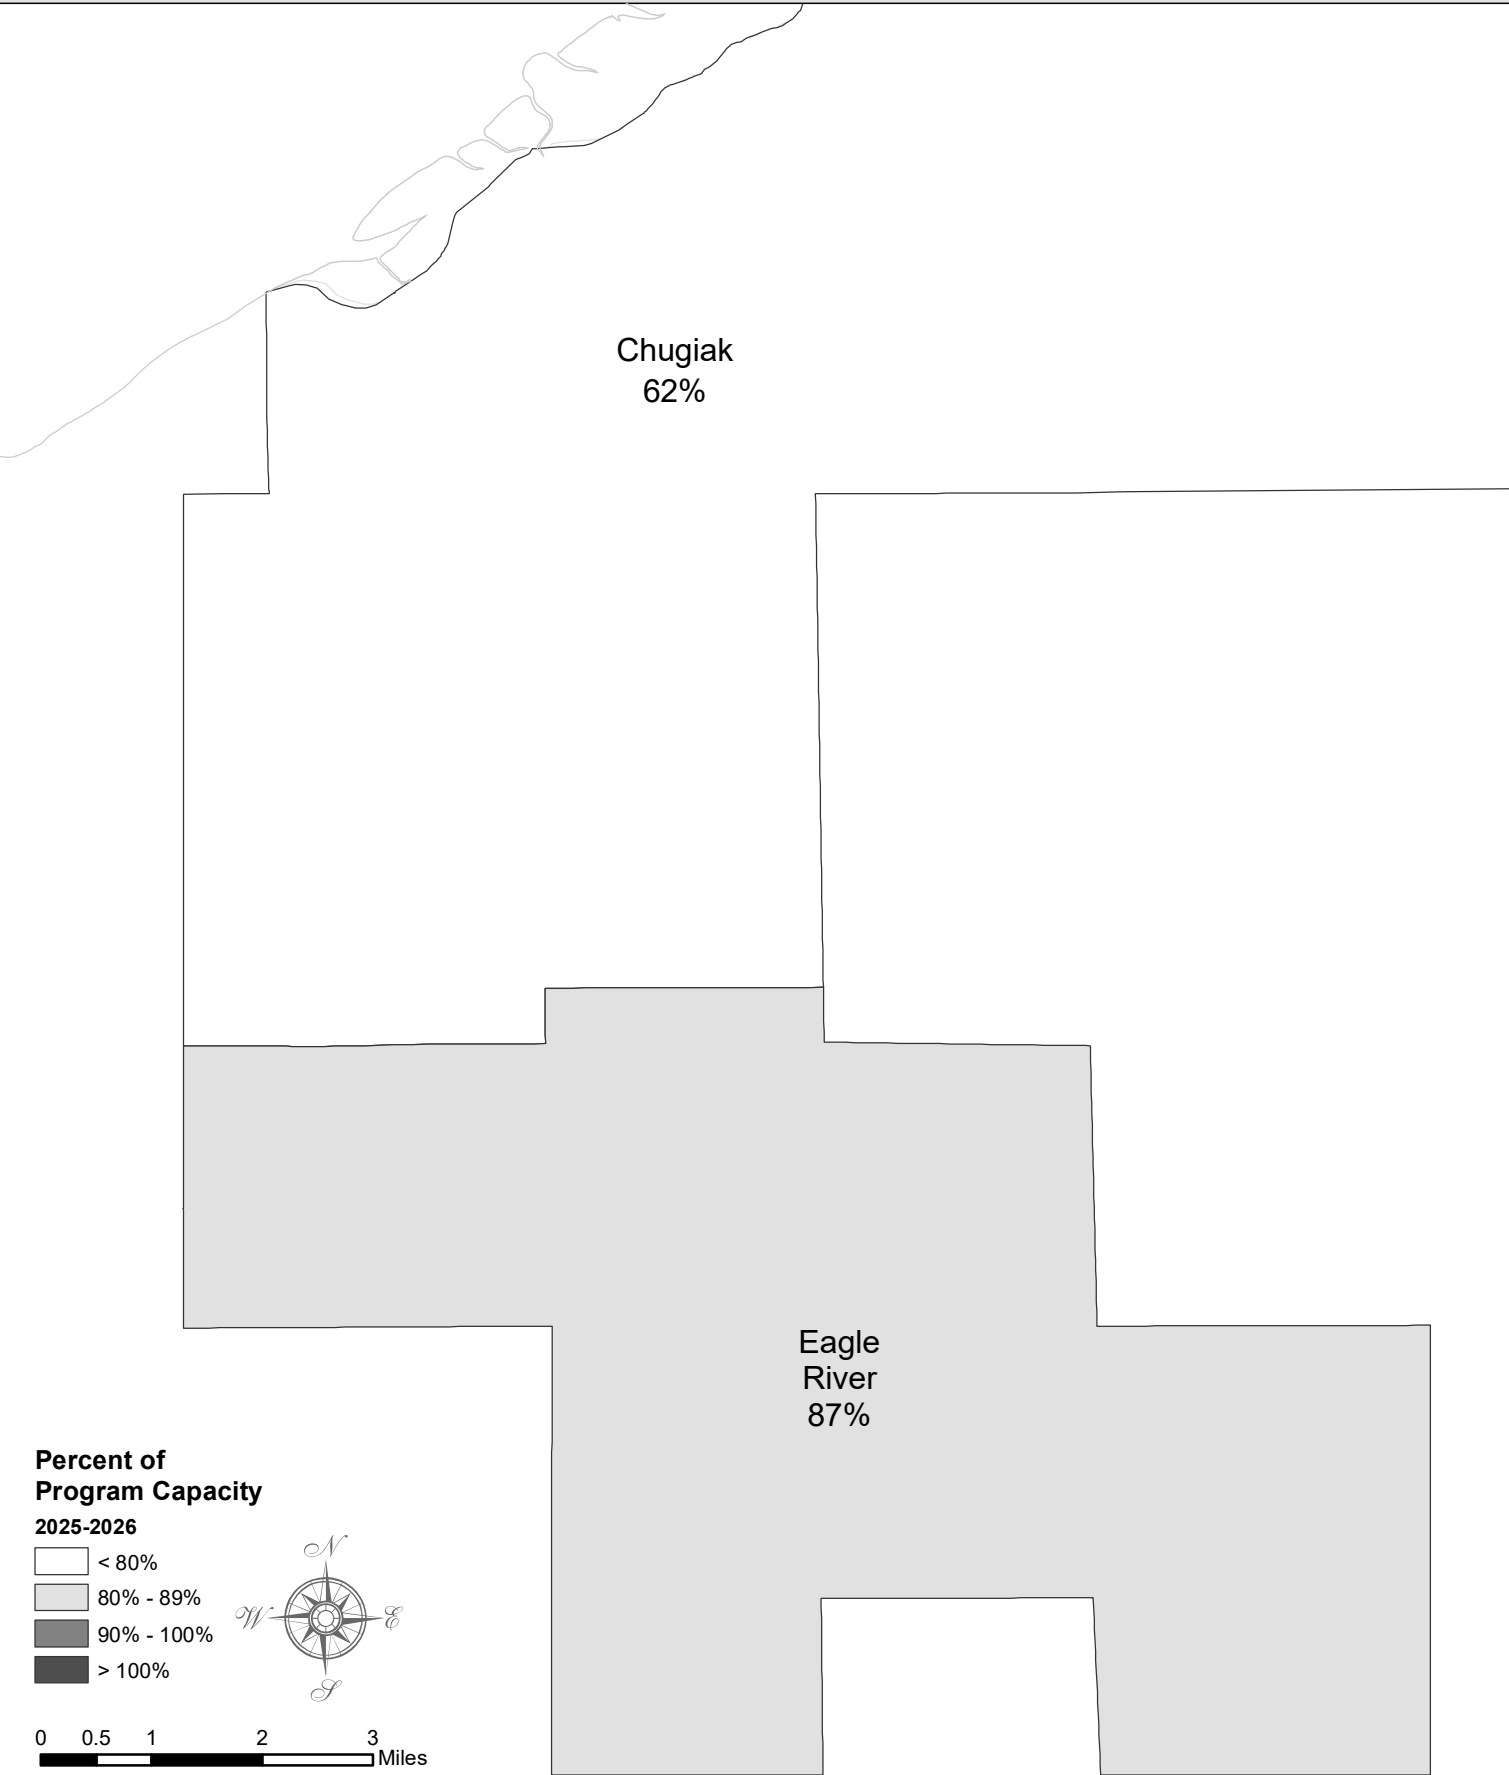 Chugiak
62%
Eagle
River
87%
Percent of
Program Capacity
2025-2026
< 80%
80% - 89%
90% - 100%
> 100%
N
W
E
S
0 0.5 1 2 3
Miles